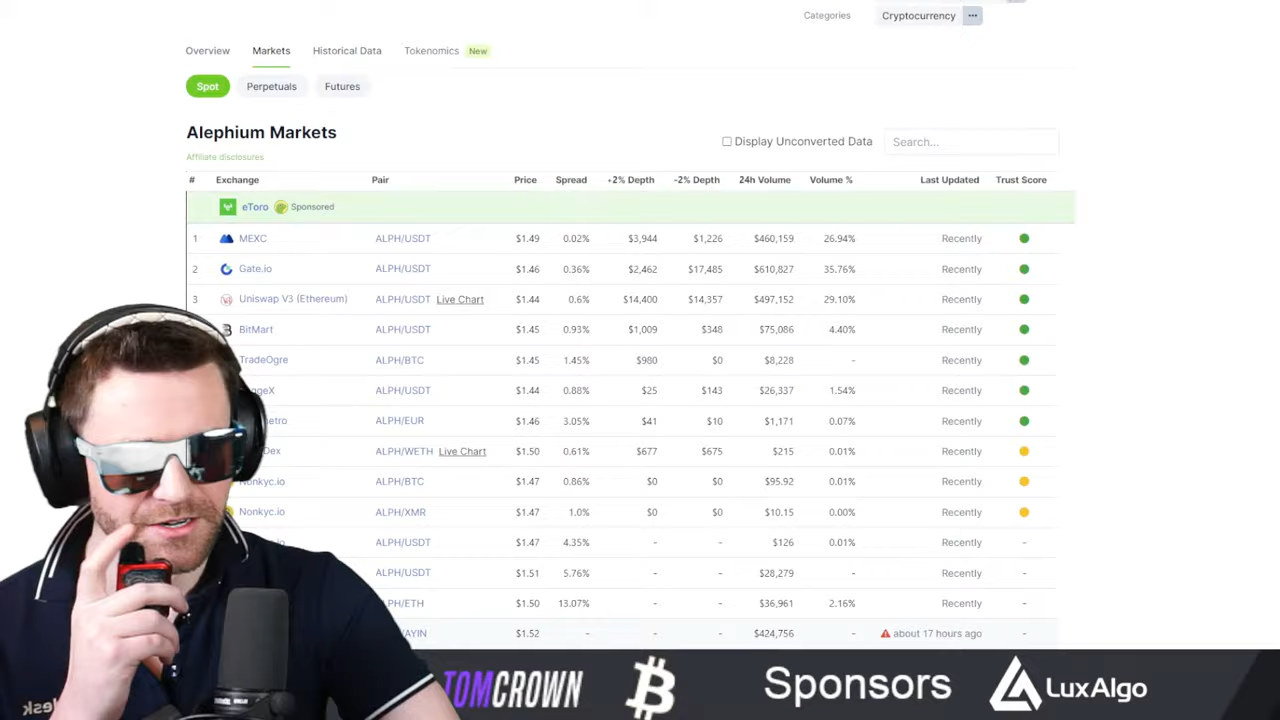 Categories Cryptocurrency
Overview Markets Historical Data Tokenomics New
Spot Perpetuals Futures
Alephium Markets
Display Unconverted Data Search...
Affiliate disclosures
# Exchange Pair Price Spread +2% Depth -2% Depth 24h Volume Volume % Last Updated Trust Score
eToro Sponsored
1 MEXC ALPH/USDT $1.49 0.02% $3,944 $1,226 $460,159 26.94% Recently
2 Gate.io ALPH/USDT $1.46 0.36% $2,462 $17,485 $610,827 35.76% Recently
3 Uniswap V3 (Ethereum) ALPH/USDT Live Chart $1.44 0.6% $14,400 $14,357 $497,152 29.10% Recently
BitMart ALPH/USDT $1.45 0.93% $1,009 $348 $75,086 4.40% Recently
TradeOgre ALPH/BTC $1.45 1.45% $980 $0 $8,228 - Recently
ALPH/USDT $1.44 0.88% $25 $143 $26,337 1.54% Recently
ALPH/EUR $1.46 3.05% $41 $10 $1,171 0.07% Recently
Dex ALPH/WETH Live Chart $1.50 0.61% $677 $675 $215 0.01% Recently
Nonkyc.io ALPH/BTC $1.47 0.86% $0 $0 $95.92 0.01% Recently
Nonkyc.io ALPH/XMR $1.47 1.0% $0 $0 $10.15 0.00% Recently
ALPH/USDT $1.47 4.35% - - $126 0.01% Recently -
ALPH/USDT $1.51 5.76% - - $28,279 Recently -
LPH/ETH $1.50 13.07% - - $36,961 2.16% Recently -
/AYIN $1.52 - - - $424,756 - about 17 hours ago -
TOMCROWN Sponsors LuxAlgo
desk